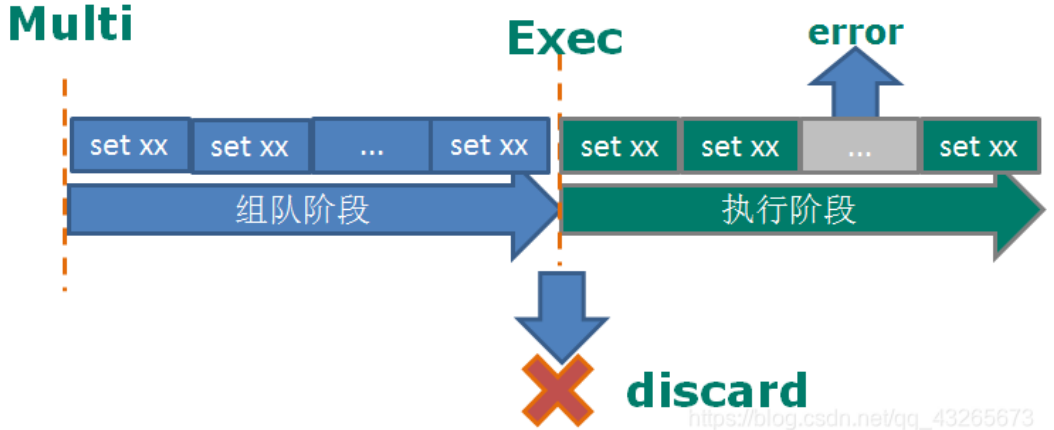 Multi
Exec
error
set xx set xx ... set xx set xx set xx ... set xx
组队阶段 执行阶段
discard
https://blog.csdn.net/qq_43265673